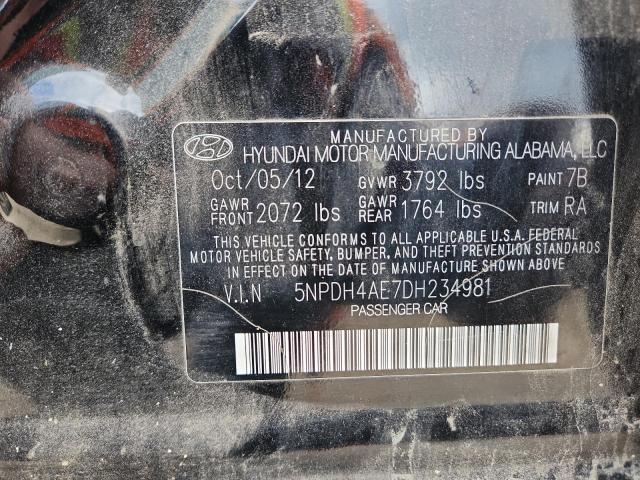 MANUFACTURED BY
HYUNDAI MOTOR MANUFACTURING ALABAMA, LLC
Oct/05/12 GVWR 3792 lbs PAINT 7B
GAWR FRONT 2072 lbs GAWR REAR 1764 lbs TRIM RA
THIS VEHICLE CONFORMS TO ALL APPLICABLE U.S.A. FEDERAL
MOTOR VEHICLE SAFETY, BUMPER, AND THEFT PREVENTION STANDARDS
IN EFFECT ON THE DATE OF MANUFACTURE SHOWN ABOVE
V.I.N 5NPDH4AE7DH234981
PASSENGER CAR